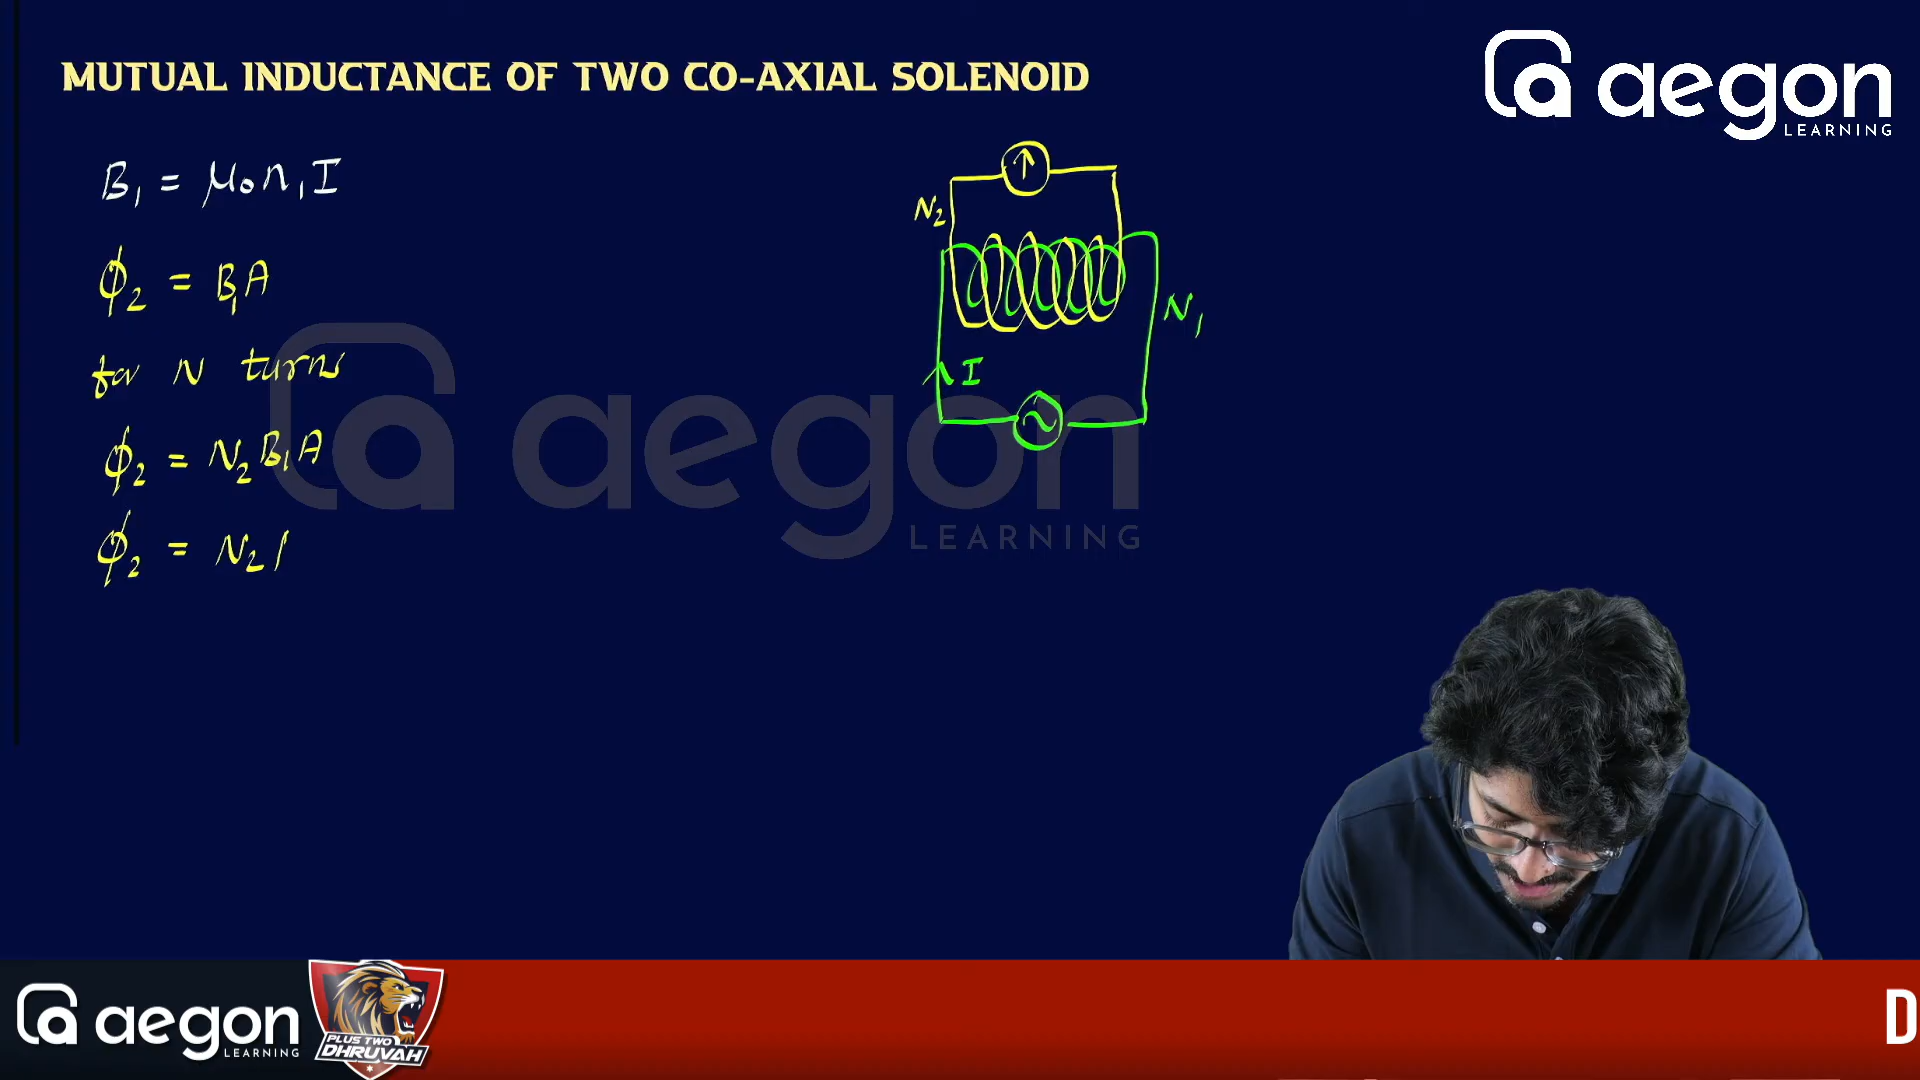 MUTUAL INDUCTANCE OF TWO CO-AXIAL SOLENOID
aegon
LEARNING
B₁ = μ₀n₁I
ϕ₂ = B₁A
for N turns
ϕ₂ = N₂B₁A
ϕ₂ = N₂
N₂
N₁
I
aegon
LEARNING
aegon
LEARNING
PLUS TWO
DHRUVAH
D